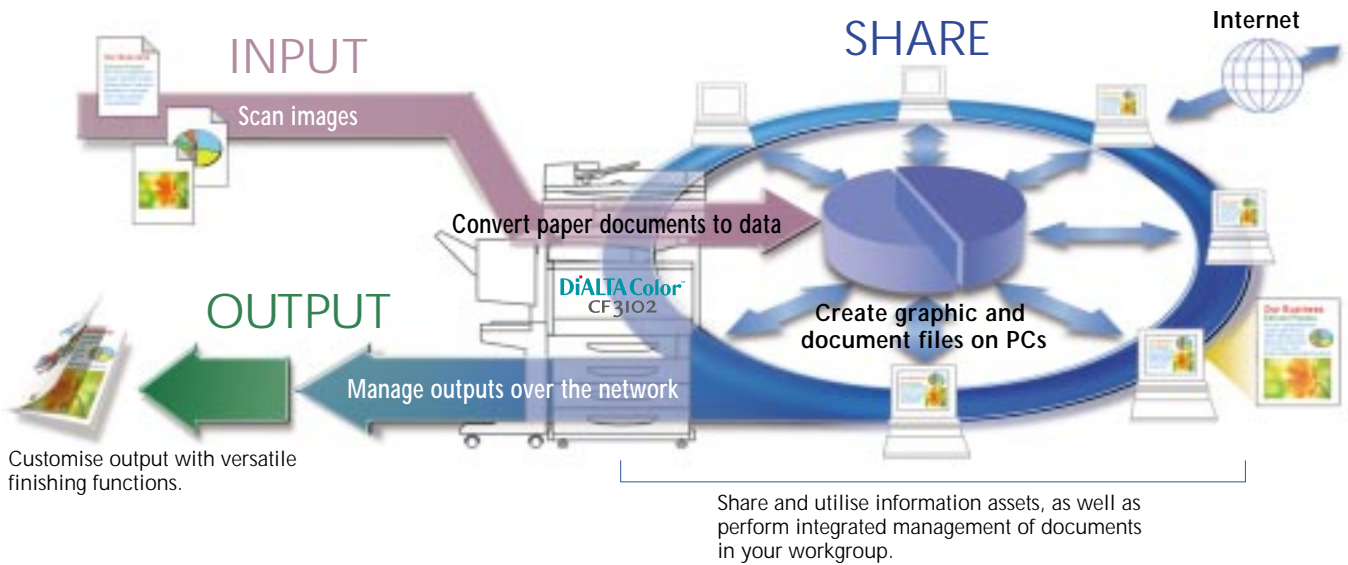 INPUT
Scan images
SHARE
Internet
Convert paper documents to data
DiALTA Color™
CF3102
Create graphic and
document files on PCs
OUTPUT
Manage outputs over the network
Our Business
Customise output with versatile
finishing functions.
Share and utilise information assets, as well as
perform integrated management of documents
in your workgroup.